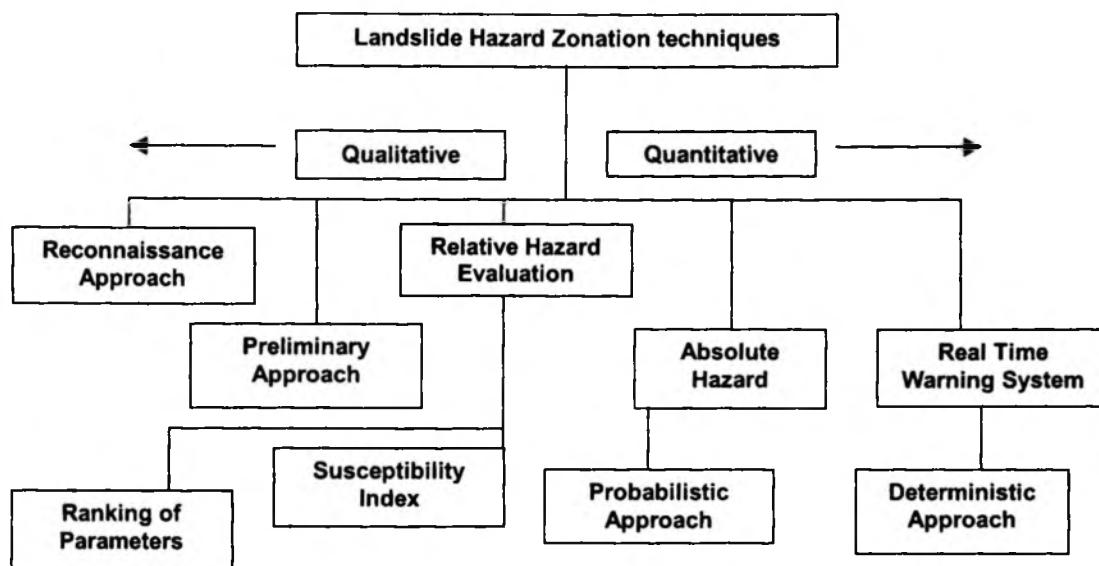 Landslide Hazard Zonation techniques
Qualitative
Quantitative
Reconnaissance
Approach
Relative Hazard
Evaluation
Preliminary
Approach
Absolute
Hazard
Real Time
Warning System
Susceptibility
Index
Ranking of
Parameters
Probabilistic
Approach
Deterministic
Approach